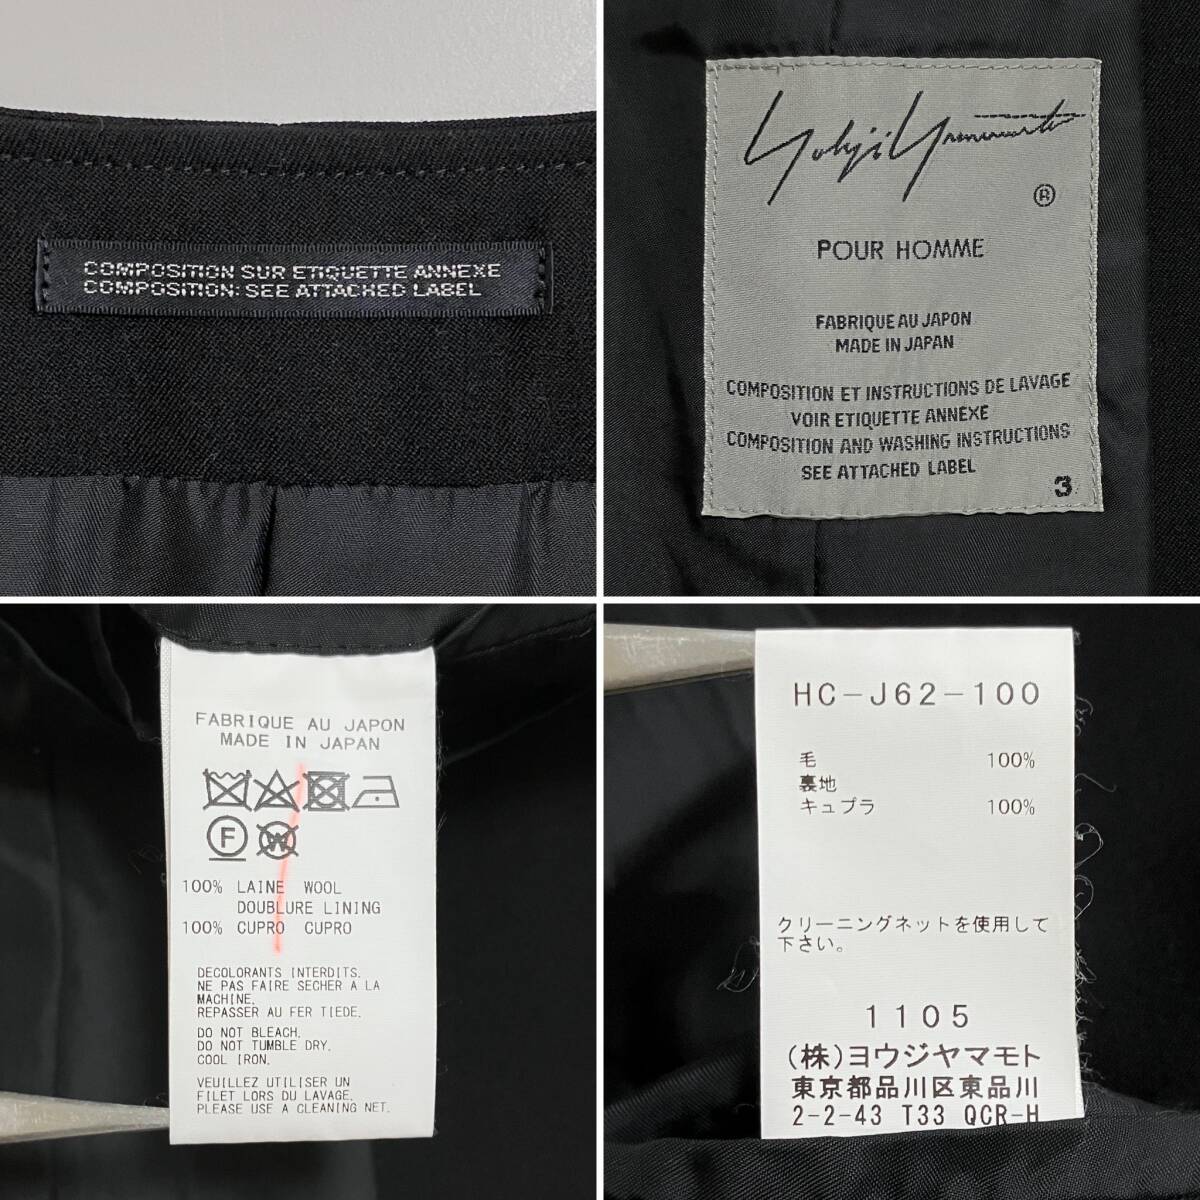 COMPOSITION SUR ETIQUETTE ANNEXE
COMPOSITION: SEE ATTACHED LABEL
Yohji Yamamoto
®
POUR HOMME
FABRIQUE AU JAPON
MADE IN JAPAN
COMPOSITION ET INSTRUCTIONS DE LAVAGE
VOIR ETIQUETTE ANNEXE
COMPOSITION AND WASHING INSTRUCTIONS
SEE ATTACHED LABEL
3
FABRIQUE AU JAPON
MADE IN JAPAN
F W
100% LAINE WOOL
DOUBLURE LINING
100% CUPRO CUPRO
DECOLORANTS INTERDITS.
NE PAS FAIRE SECHER A LA
MACHINE.
REPASSER AU FER TIEDE.
DO NOT BLEACH.
DO NOT TUMBLE DRY.
COOL IRON.
VEUILLEZ UTILISER UN
FILET LORS DU LAVAGE.
PLEASE USE A CLEANING NET.
HC-J62-100
毛 100%
裏地
キュプラ 100%
クリーニングネットを使用して
下さい。
1105
(株)ヨウジヤマモト
東京都品川区東品川
2-2-43 T33 QCR-H